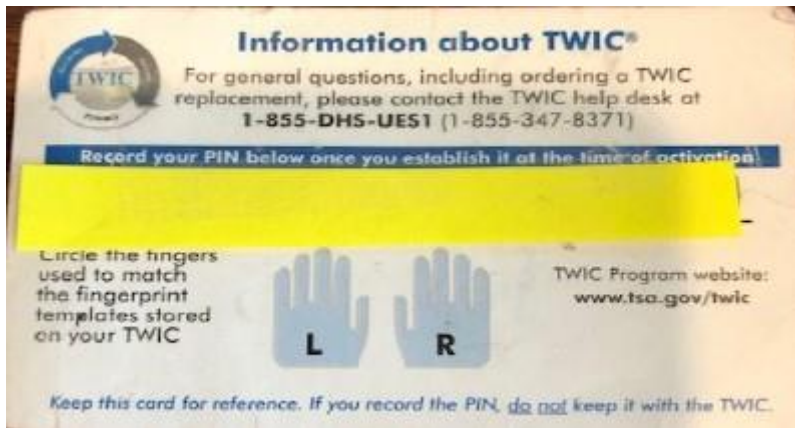 TWIC
PRIVACY
Information about TWIC®
For general questions, including ordering a TWIC
replacement, please contact the TWIC help desk at
1-855-DHS-UES1 (1-855-347-8371)
Record your PIN below once you establish it at the time of activation
Circle the fingers
used to match
the fingerprint
templates stored
on your TWIC
L
R
TWIC Program website:
www.tsa.gov/twic
Keep this card for reference. If you record the PIN, do not keep it with the TWIC.